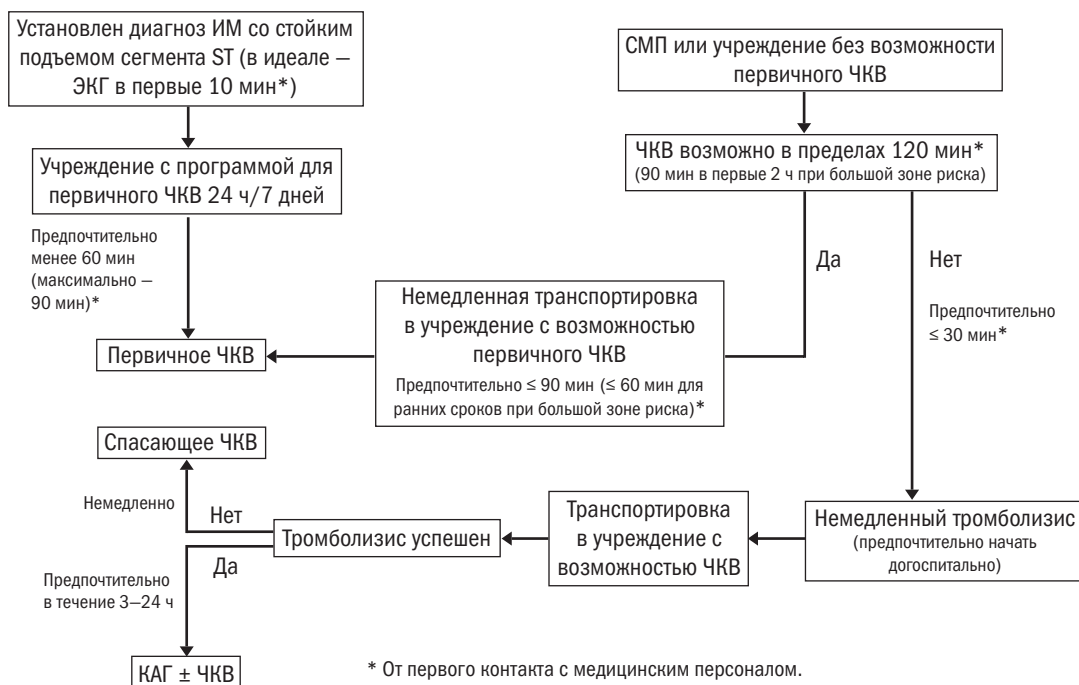 Установлен диагноз ИМ со стойким
подъемом сегмента ST (в идеале –
ЭКГ в первые 10 мин*)
Учреждение с программой для
первичного ЧКВ 24 ч/7 дней
Предпочтительно
менее 60 мин
(максимально –
90 мин)*
Первичное ЧКВ
СМП или учреждение без возможности
первичного ЧКВ
ЧКВ возможно в пределах 120 мин*
(90 мин в первые 2 ч при большой зоне риска)
Да
Нет
Предпочтительно
≤ 30 мин*
Немедленная транспортировка
в учреждение с возможностью
первичного ЧКВ
Предпочтительно ≤ 90 мин (≤ 60 мин для
ранних сроков при большой зоне риска)*
Немедленный тромболизис
(предпочтительно начать
догоспитально)
Транспортировка
в учреждение с
возможностью ЧКВ
Тромболизис успешен
Нет
Немедленно
Спасающее ЧКВ
Да
Предпочтительно
в течение 3–24 ч
КАГ ± ЧКВ
* От первого контакта с медицинским персоналом.